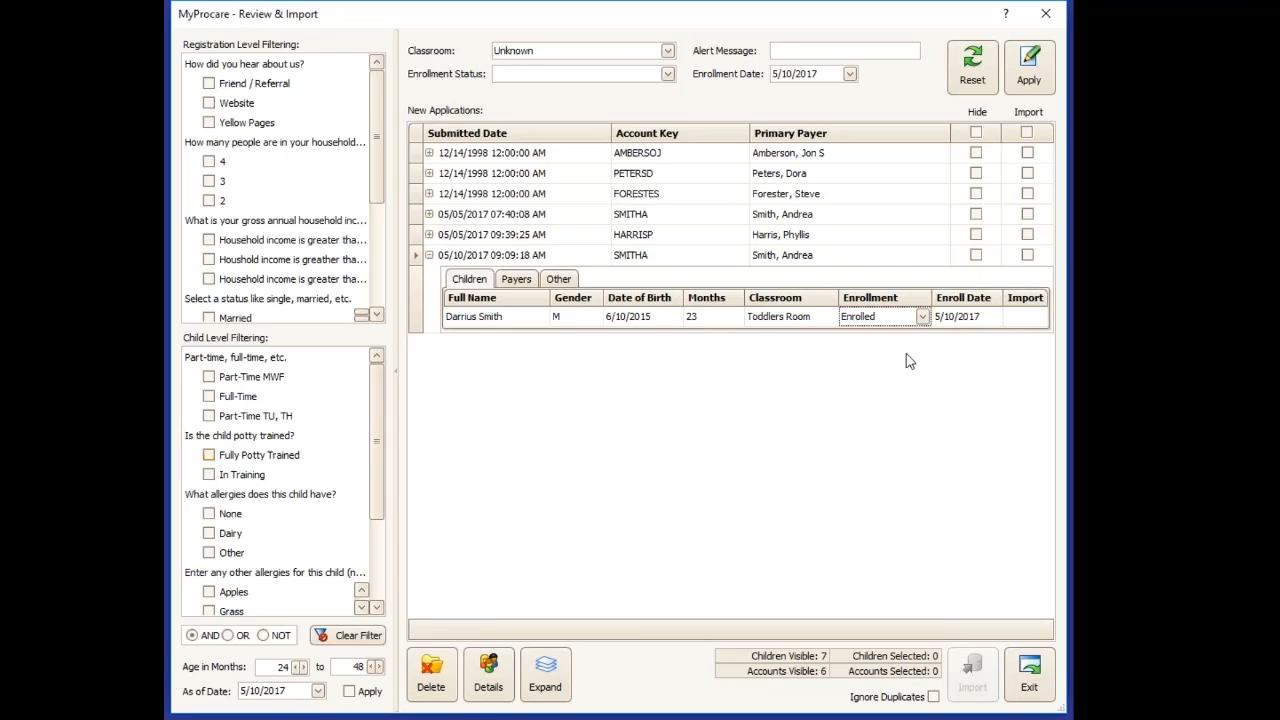 MyProcare - Review & Import
?
Registration Level Filtering:
How did you hear about us?
Friend / Referral
Website
Yellow Pages
How many people are in your household...
4
3
2
What is your gross annual household inc...
Household income is greater tha...
Houshold income is greather tha...
Household income is greater tha...
Select a status like single, married, etc.
Married
Child Level Filtering:
Part-time, full-time, etc.
Part-Time MWF
Full-Time
Part-Time TU, TH
Is the child potty trained?
Fully Potty Trained
In Training
What allergies does this child have?
None
Dairy
Other
Enter any other allergies for this child (n...
Apples
Grass
AND OR NOT Clear Filter
Age in Months: 24 to 48
As of Date: 5/10/2017 Apply
Classroom: Unknown Alert Message:
Enrollment Status: Enrollment Date: 5/10/2017
Reset Apply
New Applications: Hide Import
Submitted Date Account Key Primary Payer
12/14/1998 12:00:00 AM AMBERSOJ Amberson, Jon S
12/14/1998 12:00:00 AM PETERSD Peters, Dora
12/14/1998 12:00:00 AM FORESTES Forester, Steve
05/05/2017 07:40:08 AM SMITHA Smith, Andrea
05/05/2017 09:39:25 AM HARRISP Harris, Phyllis
05/10/2017 09:09:18 AM SMITHA Smith, Andrea
Children Payers Other
Full Name Gender Date of Birth Months Classroom Enrollment Enroll Date Import
Darrius Smith M 6/10/2015 23 Toddlers Room Enrolled 5/10/2017
Delete Details Expand
Children Visible: 7 Children Selected: 0
Accounts Visible: 6 Accounts Selected: 0
Ignore Duplicates
Import Exit